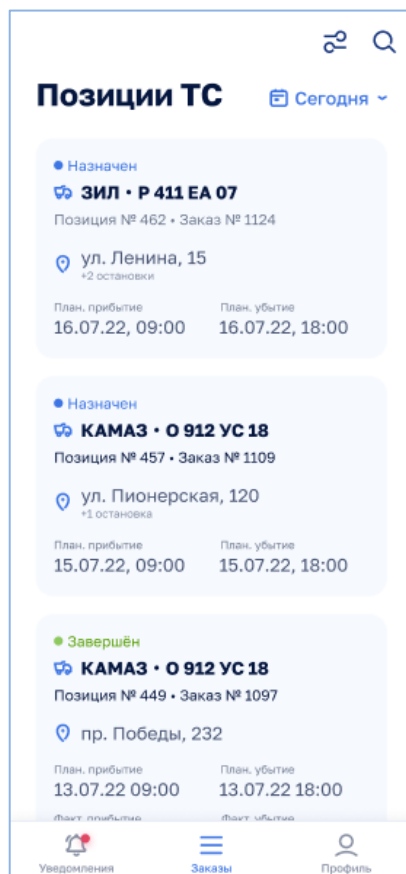 Позиции ТС
Сегодня
Назначен
ЗИЛ • Р 411 ЕА 07
Позиция № 462 • Заказ № 1124
ул. Ленина, 15
+2 остановки
План. прибытие План. убытие
16.07.22, 09:00 16.07.22, 18:00
Назначен
КАМАЗ • О 912 УС 18
Позиция № 457 • Заказ № 1109
ул. Пионерская, 120
+1 остановка
План. прибытие План. убытие
15.07.22, 09:00 15.07.22, 18:00
Завершён
КАМАЗ • О 912 УС 18
Позиция № 449 • Заказ № 1097
пр. Победы, 232
План. прибытие План. убытие
13.07.22 09:00 13.07.22 18:00
Факт. прибытие Факт. убытие
Уведомления Заказы Профиль